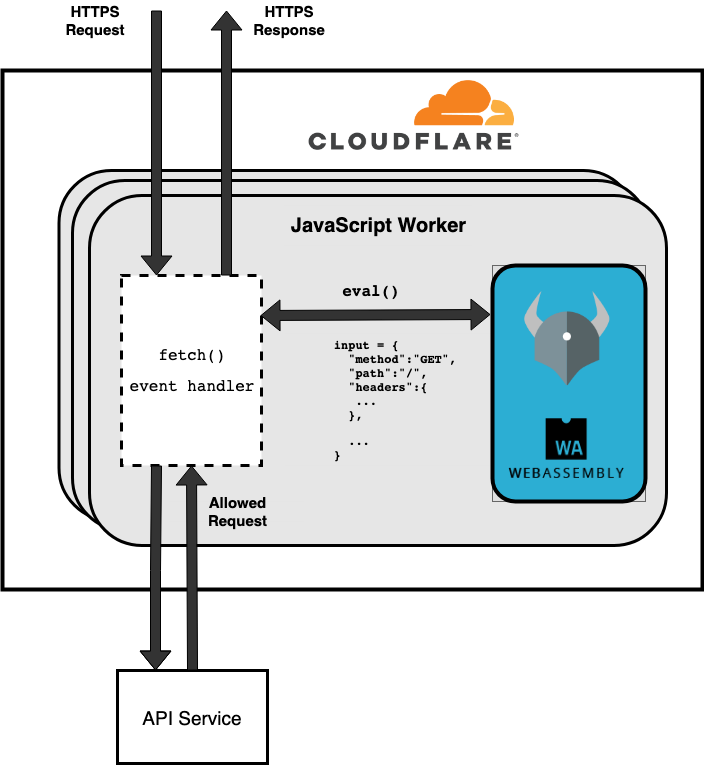 HTTPS
Request
HTTPS
Response
CLOUDFLARE®
JavaScript Worker
eval()
fetch()
event handler
input = {
"method":"GET",
"path":"/",
"headers":{
...
},
...
}
WA
WEBASSEMBLY
Allowed
Request
API Service